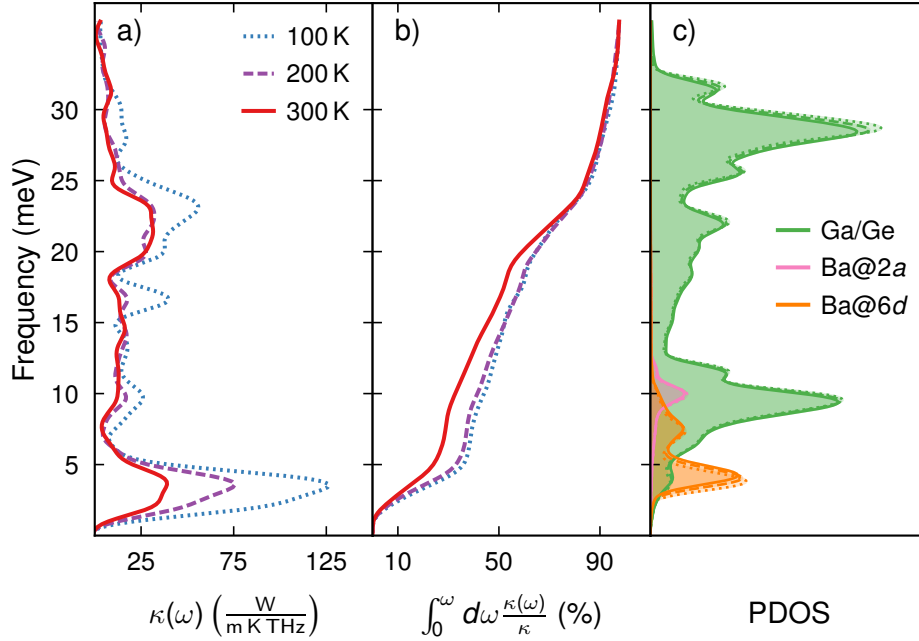 a)
b)
c)
100 K
200 K
300 K
Ga/Ge
Ba@2a
Ba@6d
Frequency (meV)
30
25
20
15
10
5
25 75 125
10 50 90
κ(ω) (W / m K THz)
∫₀^ω dω κ(ω)/κ (%)
PDOS